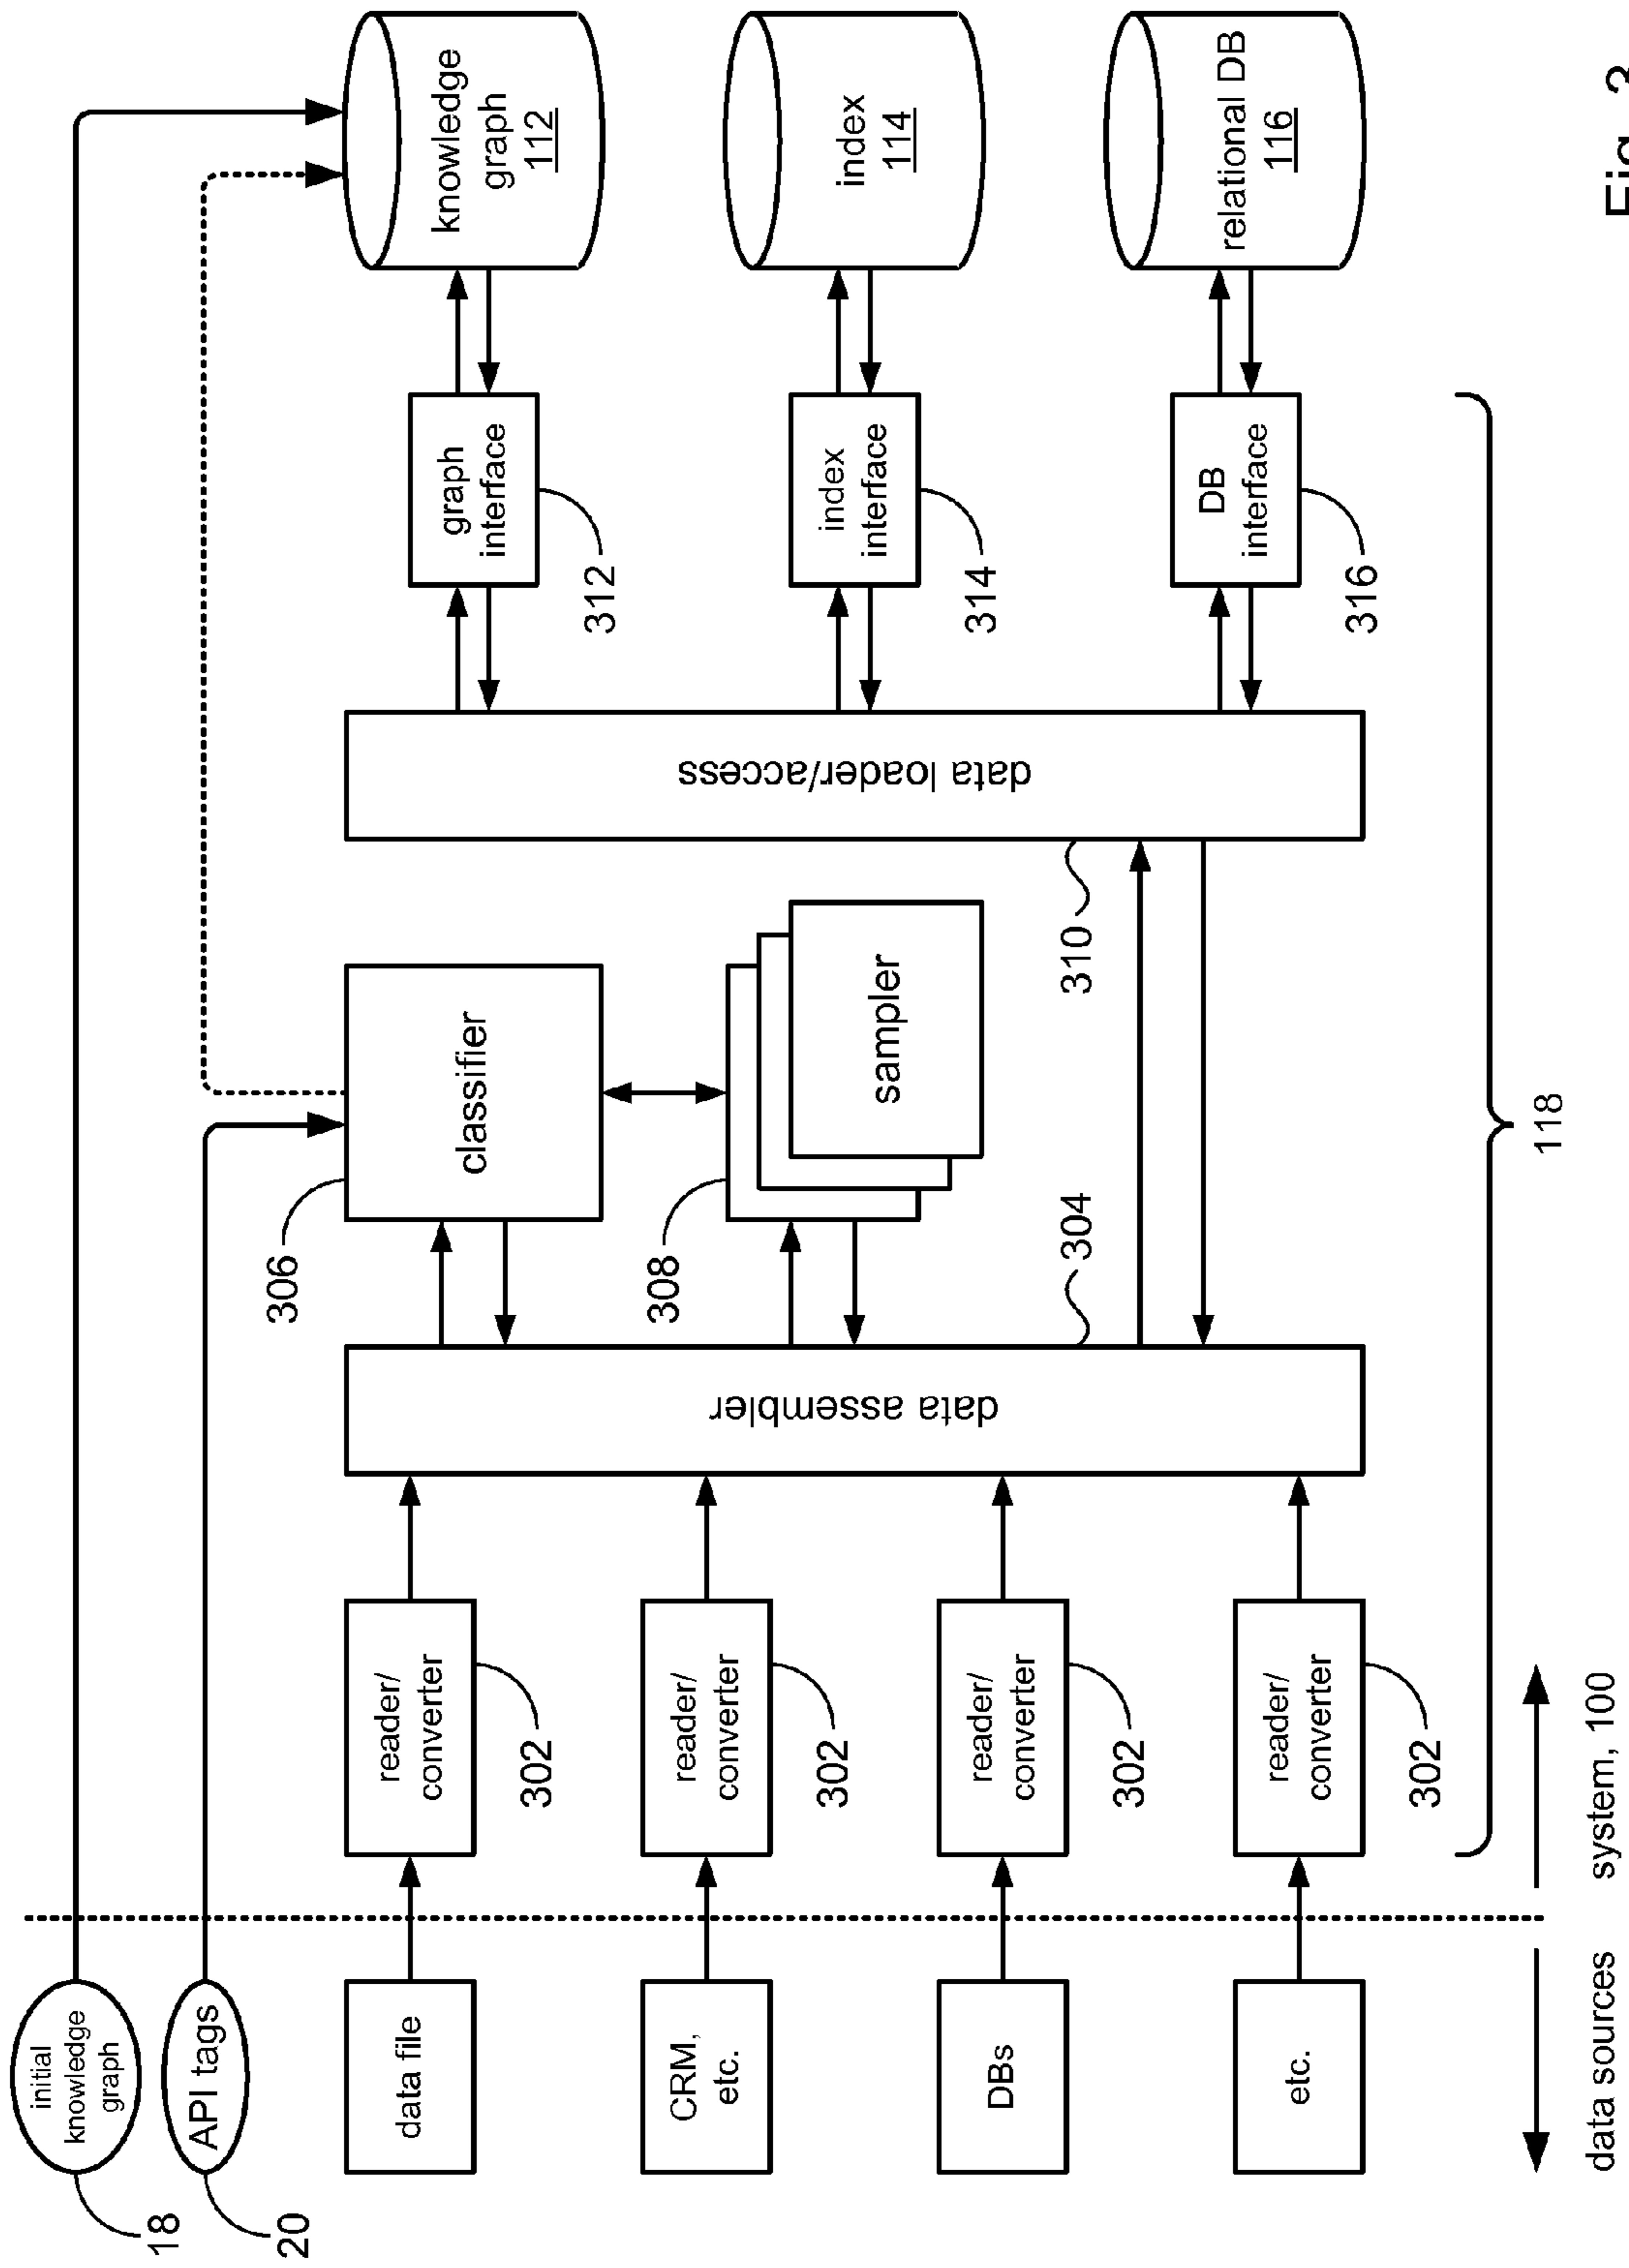 initial
knowledge
graph
18
API tags
20
data file
CRM,
etc.
DBs
etc.
reader/
converter
302
reader/
converter
302
reader/
converter
302
reader/
converter
302
data assembler
304
classifier
306
sampler
308
data loader/access
310
graph
interface
312
index
interface
314
DB
interface
316
knowledge
graph
112
index
114
relational DB
116
118
data sources
system, 100